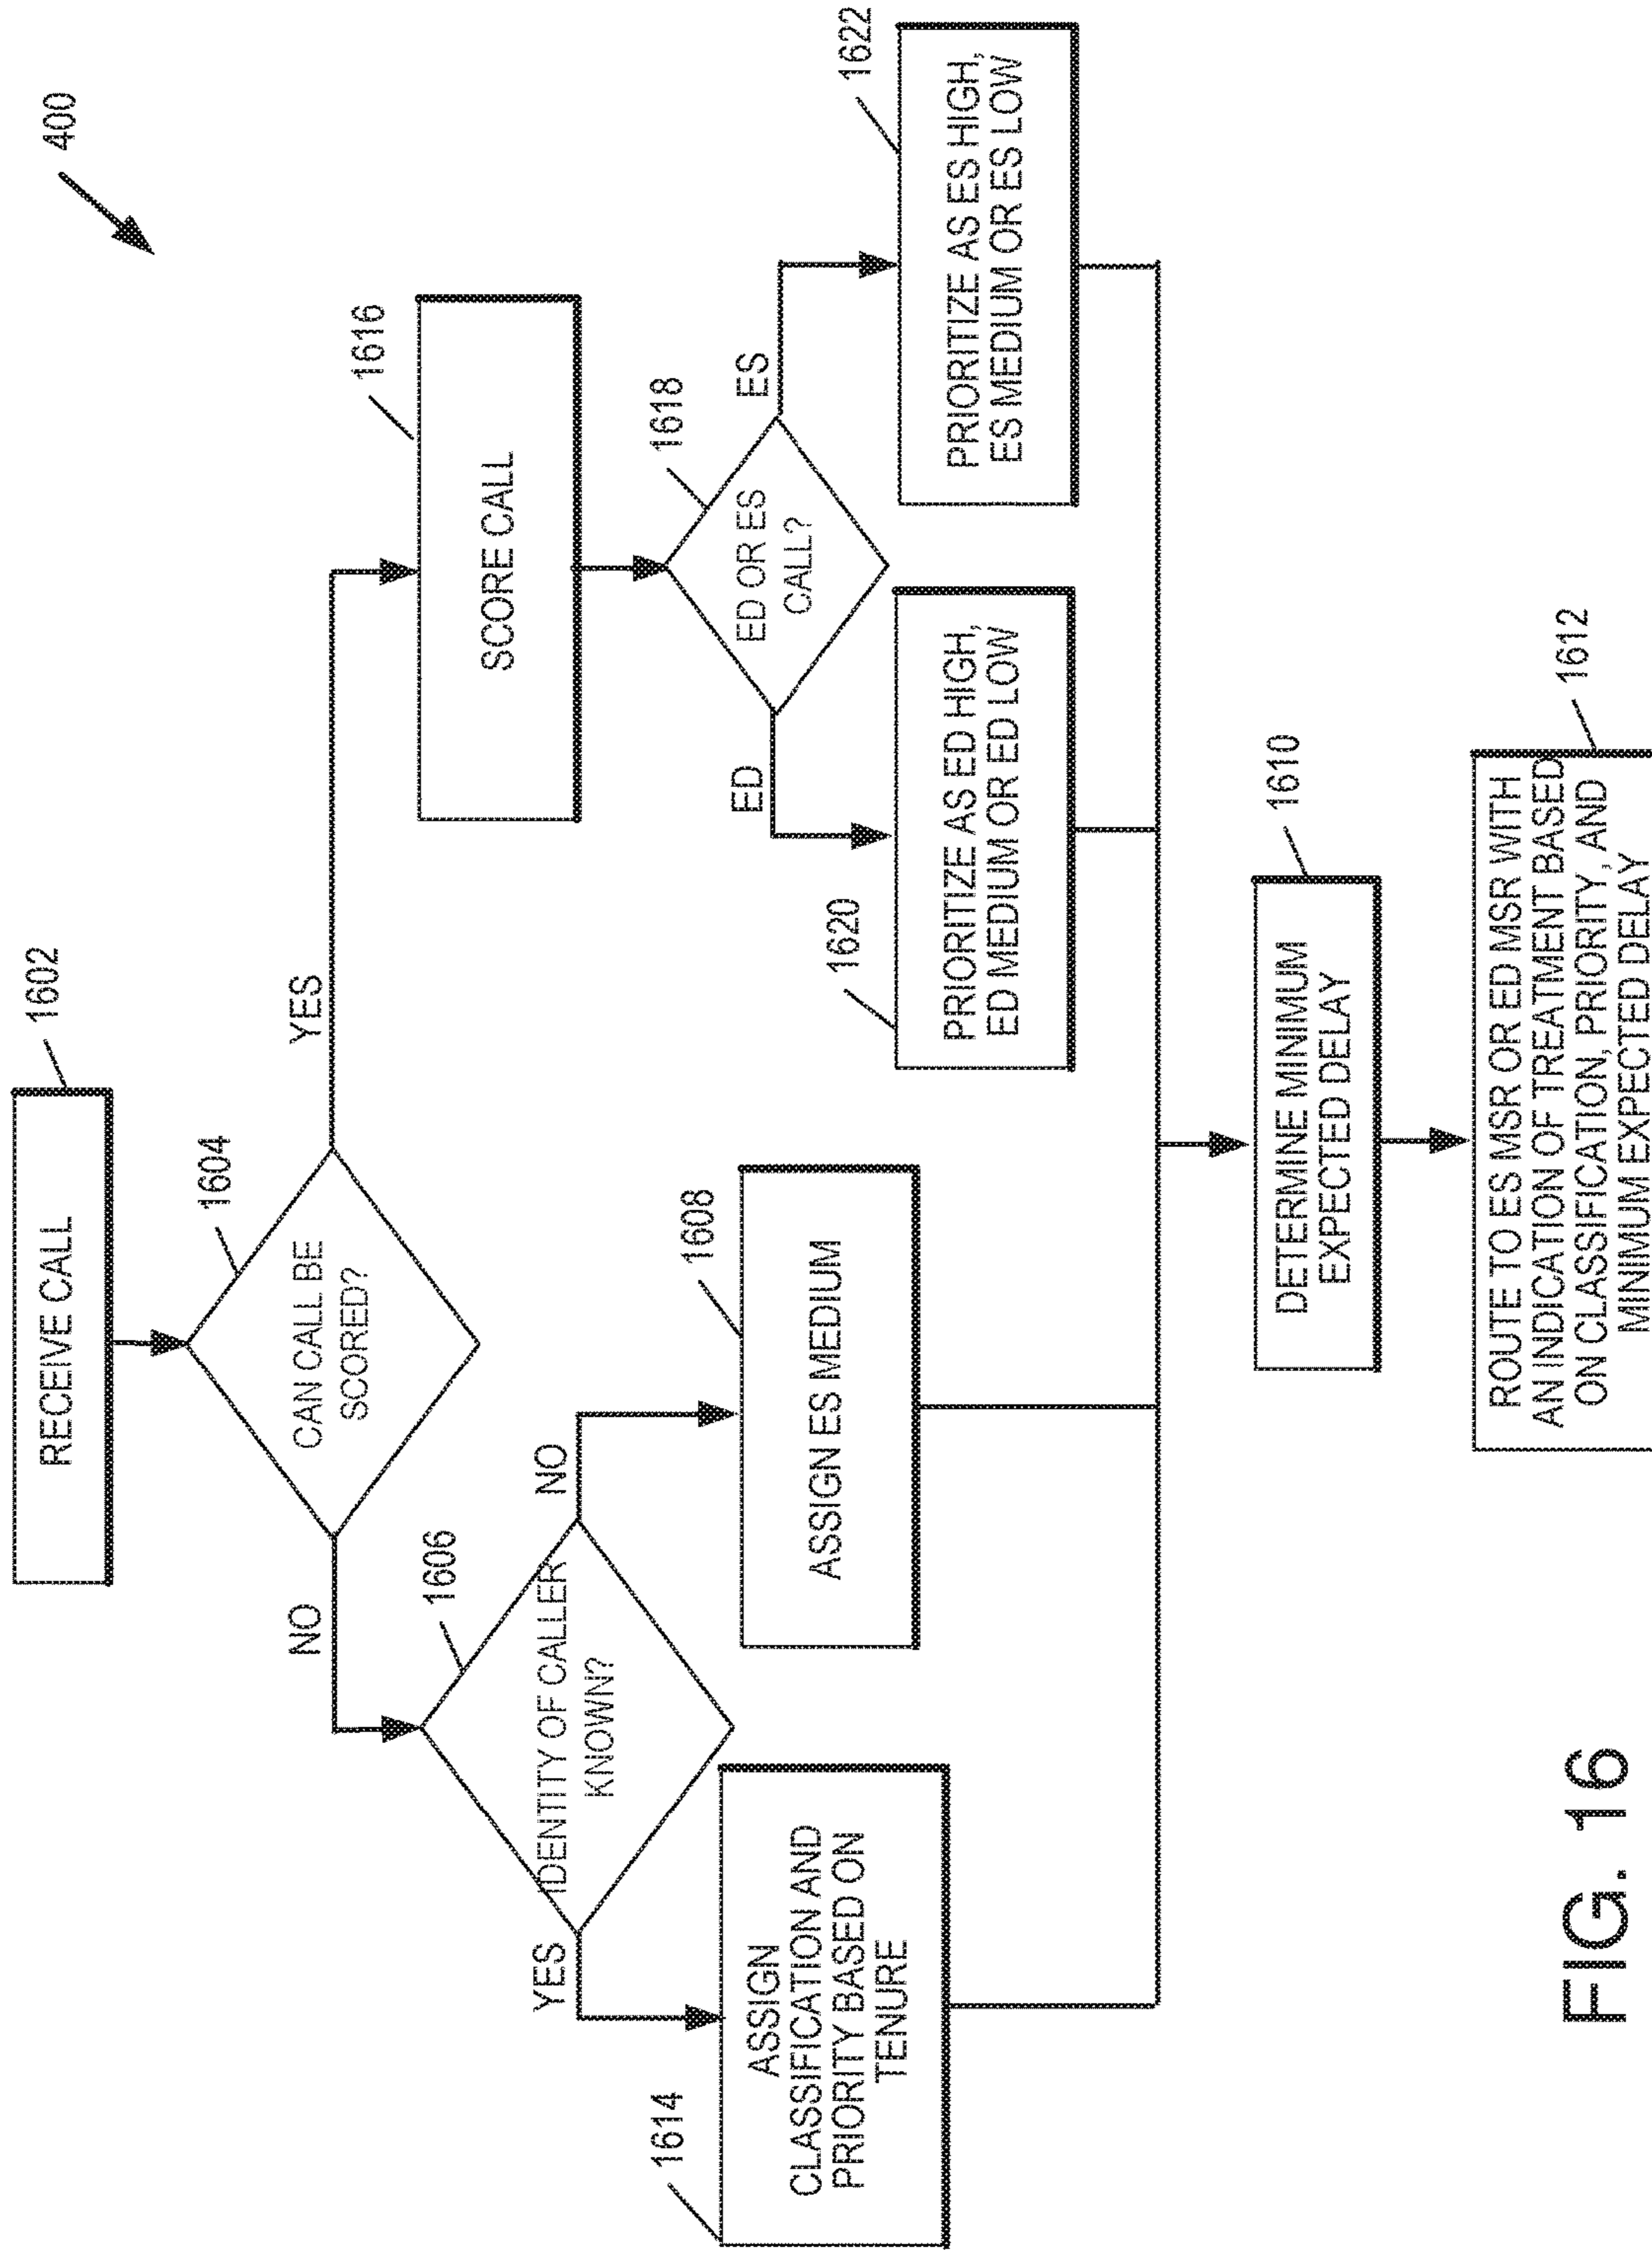 400
RECEIVE CALL
1602
CAN CALL BE
SCORED?
1604
NO
YES
IDENTITY OF CALLER
KNOWN?
1606
YES
NO
SCORE CALL
1616
ED OR ES
CALL?
1618
ED
ES
1614
ASSIGN
CLASSIFICATION AND
PRIORITY BASED ON
TENURE
ASSIGN ES MEDIUM
1608
1620
PRIORITIZE AS ED HIGH,
ED MEDIUM OR ED LOW
PRIORITIZE AS ES HIGH,
ES MEDIUM OR ES LOW
1622
DETERMINE MINIMUM
EXPECTED DELAY
1610
ROUTE TO ES MSR OR ED MSR WITH
AN INDICATION OF TREATMENT BASED
ON CLASSIFICATION, PRIORITY, AND
MINIMUM EXPECTED DELAY
1612
FIG. 16